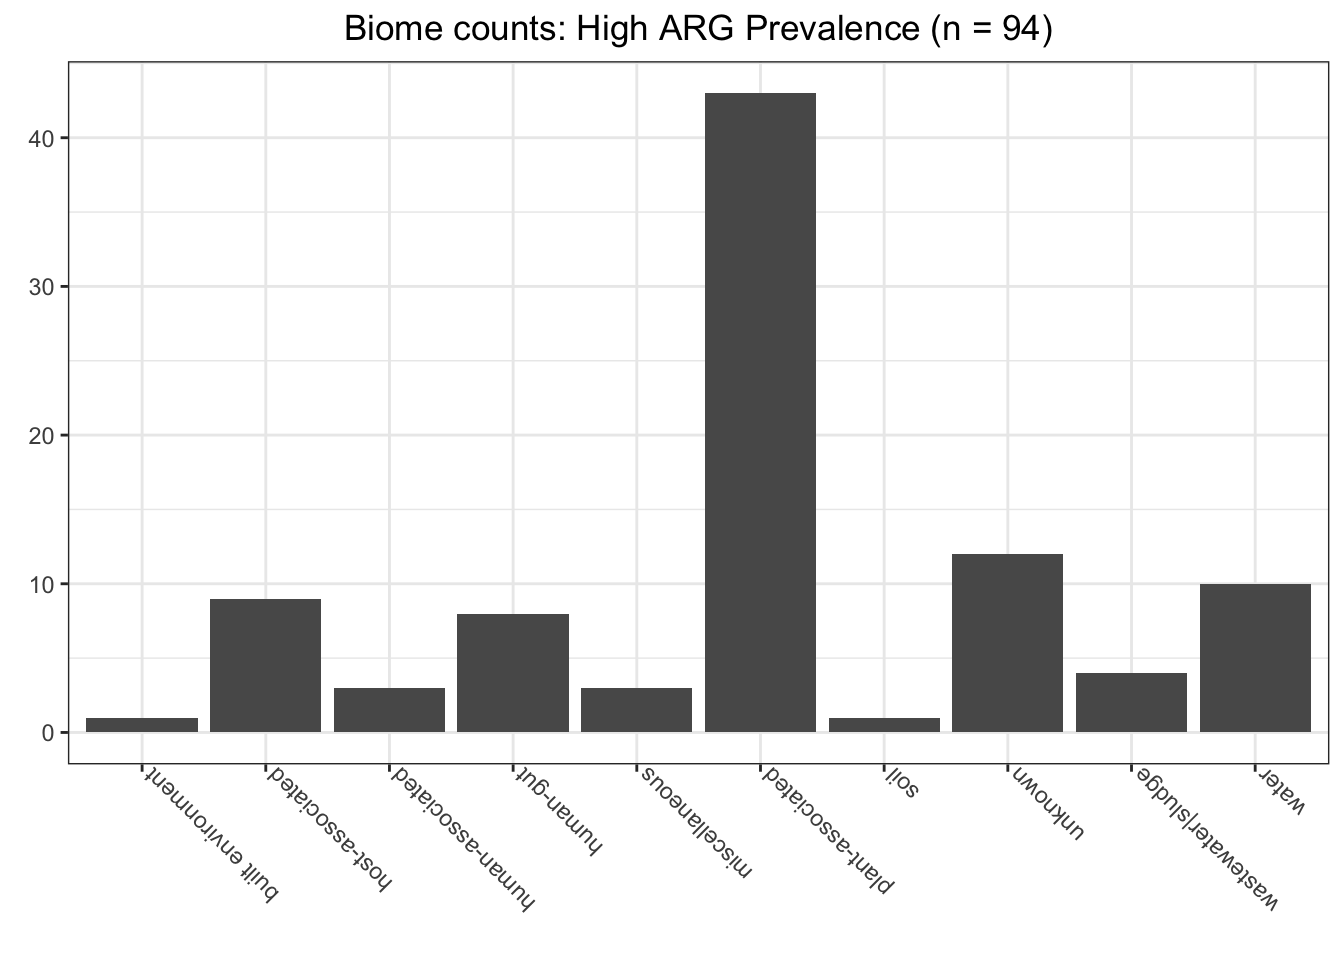 Biome counts: High ARG Prevalence (n = 94)
40
30
20
10
0
built environment
host-associated
human-associated
human-gut
miscellaneous
plant-associated
soil
unknown
wastewater|sludge
water